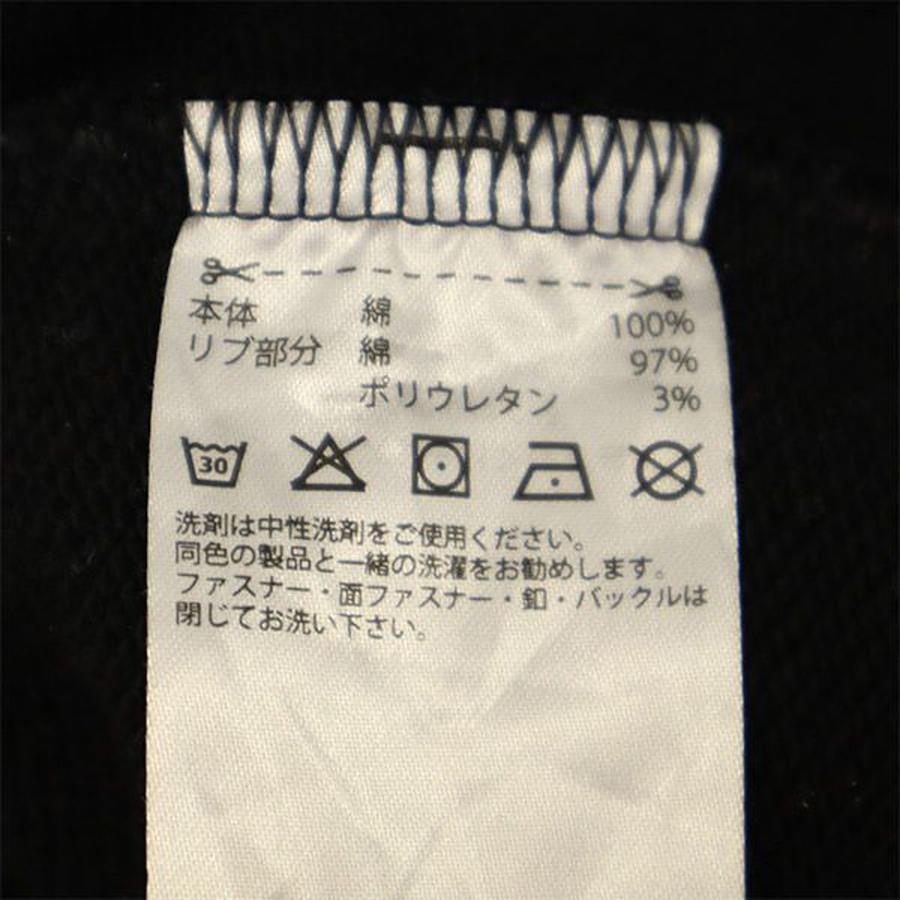 本体 綿 100%
リブ部分 綿 97%
ポリウレタン 3%
30
洗剤は中性洗剤をご使用ください。
同色の製品と一緒の洗濯をお勧めします。
ファスナー・面ファスナー・釦・バックルは
閉じてお洗い下さい。